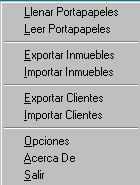 Llenar Portapapeles
Leer Portapapeles
Exportar Inmuebles
Importar Inmuebles
Exportar Clientes
Importar Clientes
Opciones
Acerca De
Salir